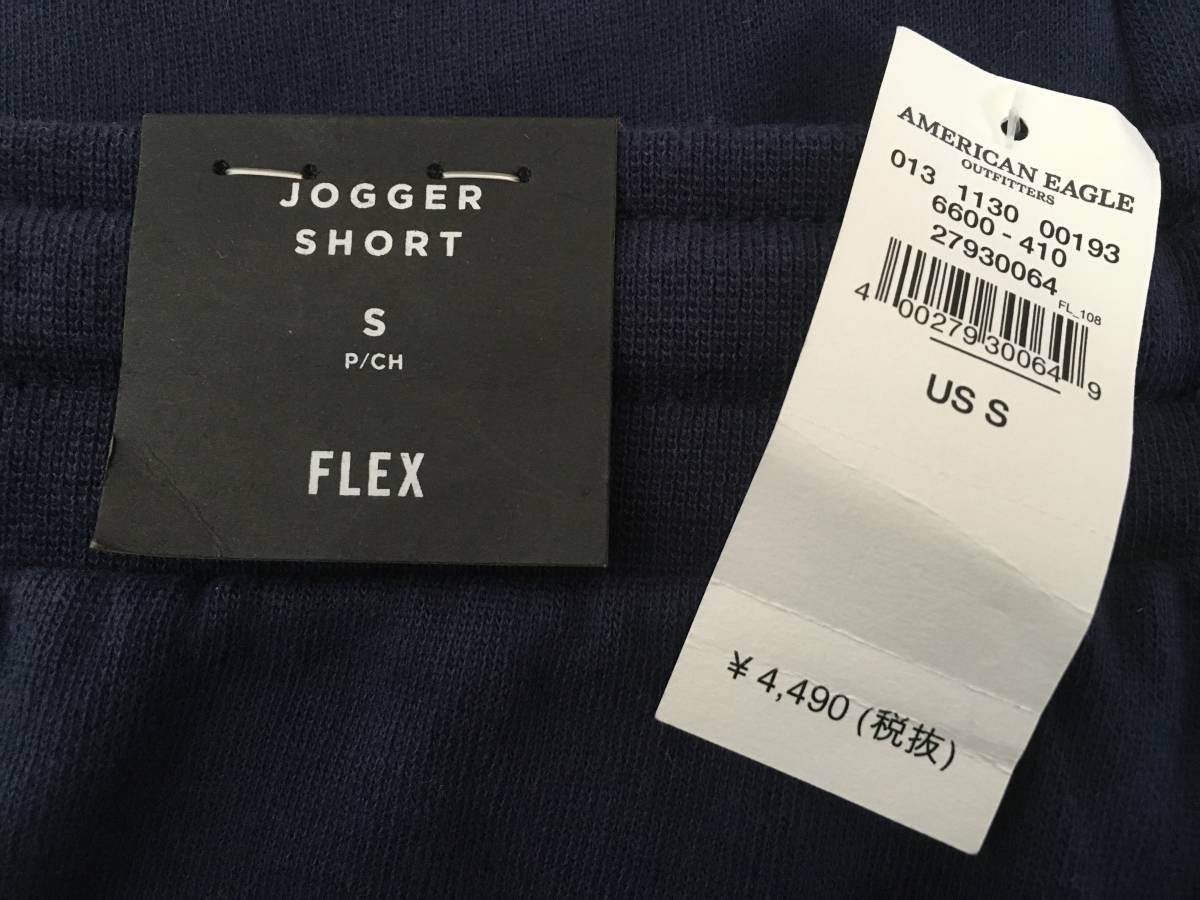 JOGGER
SHORT
S
P/CH
FLEX
AMERICAN EAGLE
OUTFITTERS
013 1130 00193
6600-410
27930064
FL_108
4 00279 30064 9
US S
¥4,490(税抜)